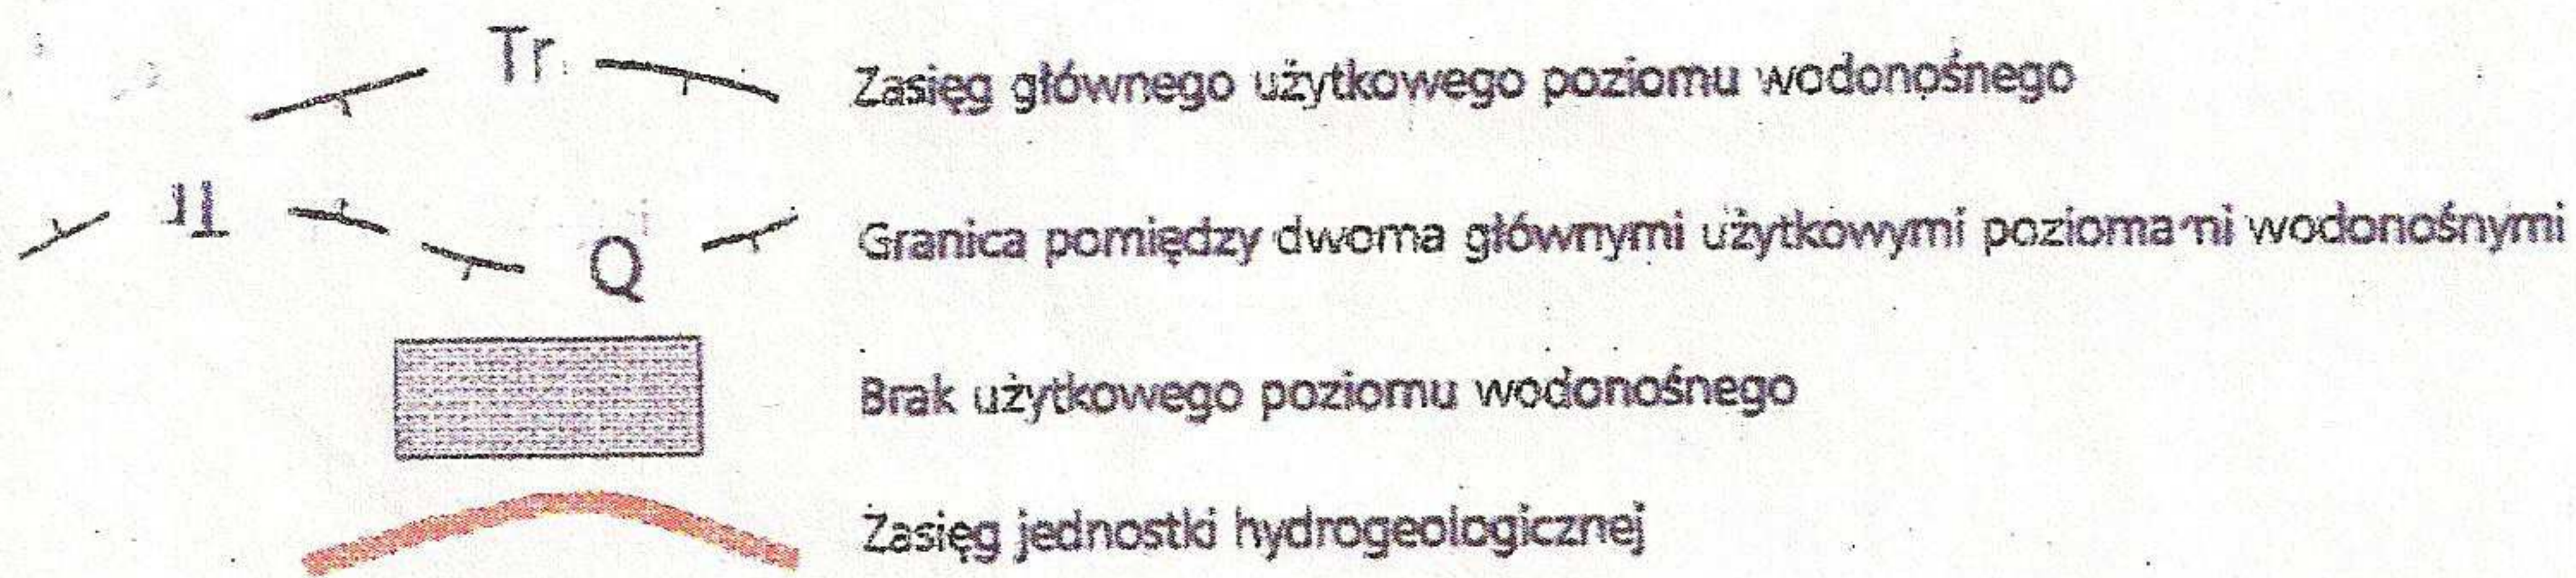 Tr Zasięg głównego użytkowego poziomu wodonośnego
Q Granica pomiędzy dwoma głównymi użytkowymi poziomami wodonośnymi
Brak użytkowego poziomu wodonośnego
Zasięg jednostki hydrogeologicznej